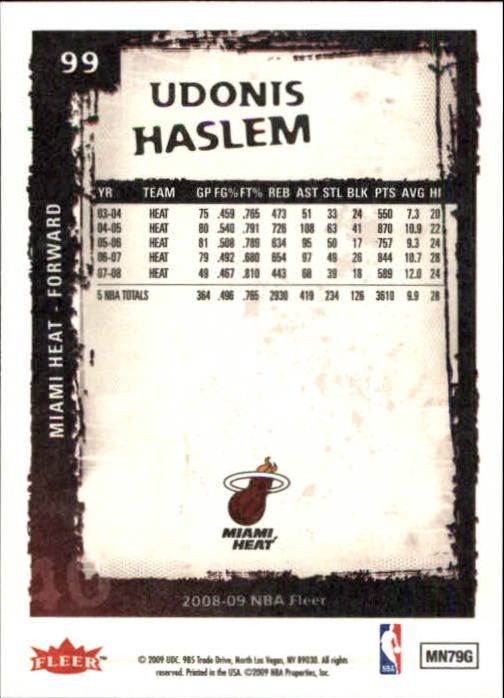 99
UDONIS
HASLEM
MIAMI HEAT - FORWARD
YR TEAM GP FG% FT% REB AST STL BLK PTS AVG HI
03-04 HEAT 75 .459 .765 473 51 33 24 550 7.3 20
04-05 HEAT 80 .540 .791 726 108 63 41 870 10.9 22
05-06 HEAT 81 .508 .789 634 95 50 17 757 9.3 24
06-07 HEAT 79 .492 .680 654 97 49 26 844 10.7 28
07-08 HEAT 49 .467 .810 443 68 39 18 589 12.0 24
5 NBA TOTALS 364 .496 .765 2930 419 234 126 3610 9.9 28
MIAMI
HEAT
2008-09 NBA Fleer
FLEER
© 2009 UDC. 985 Trade Drive, North Las Vegas, NV 89030. All rights
reserved. Printed in the USA. ©2009 NBA Properties, Inc.
NBA
MN79G